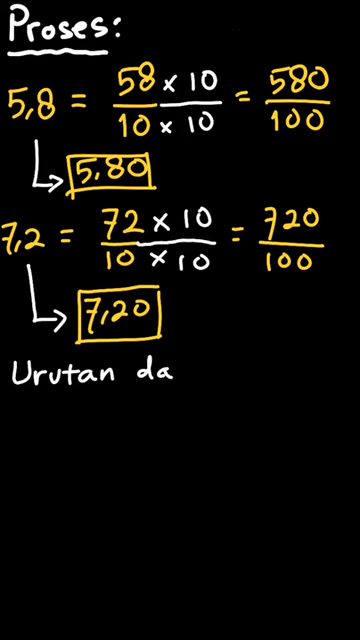 Proses:
5,8 = 58 × 10 / 10 × 10 = 580 / 100
5,80
7,2 = 72 × 10 / 10 × 10 = 720 / 100
7,20
Urutan da